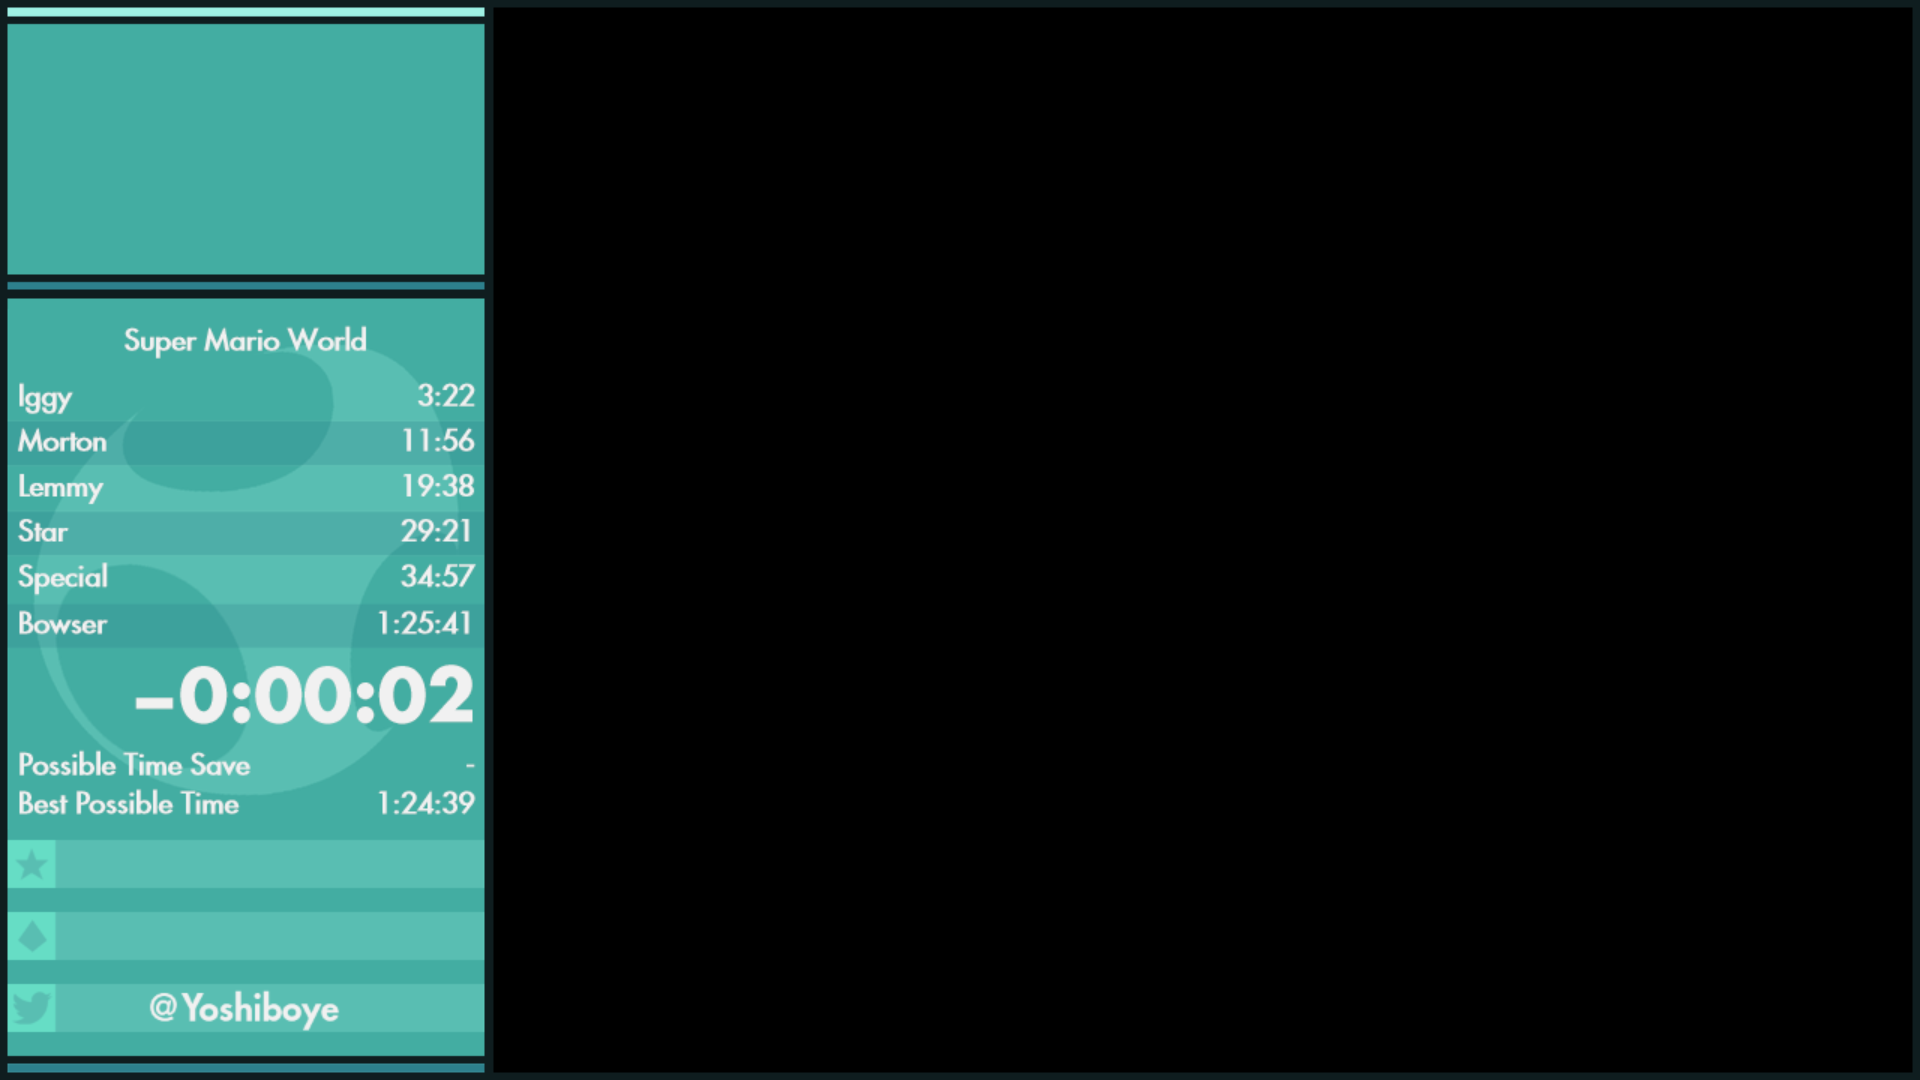 Super Mario World
Iggy 3:22
Morton 11:56
Lemmy 19:38
Star 29:21
Special 34:57
Bowser 1:25:41
–0:00:02
Possible Time Save -
Best Possible Time 1:24:39
@Yoshiboye